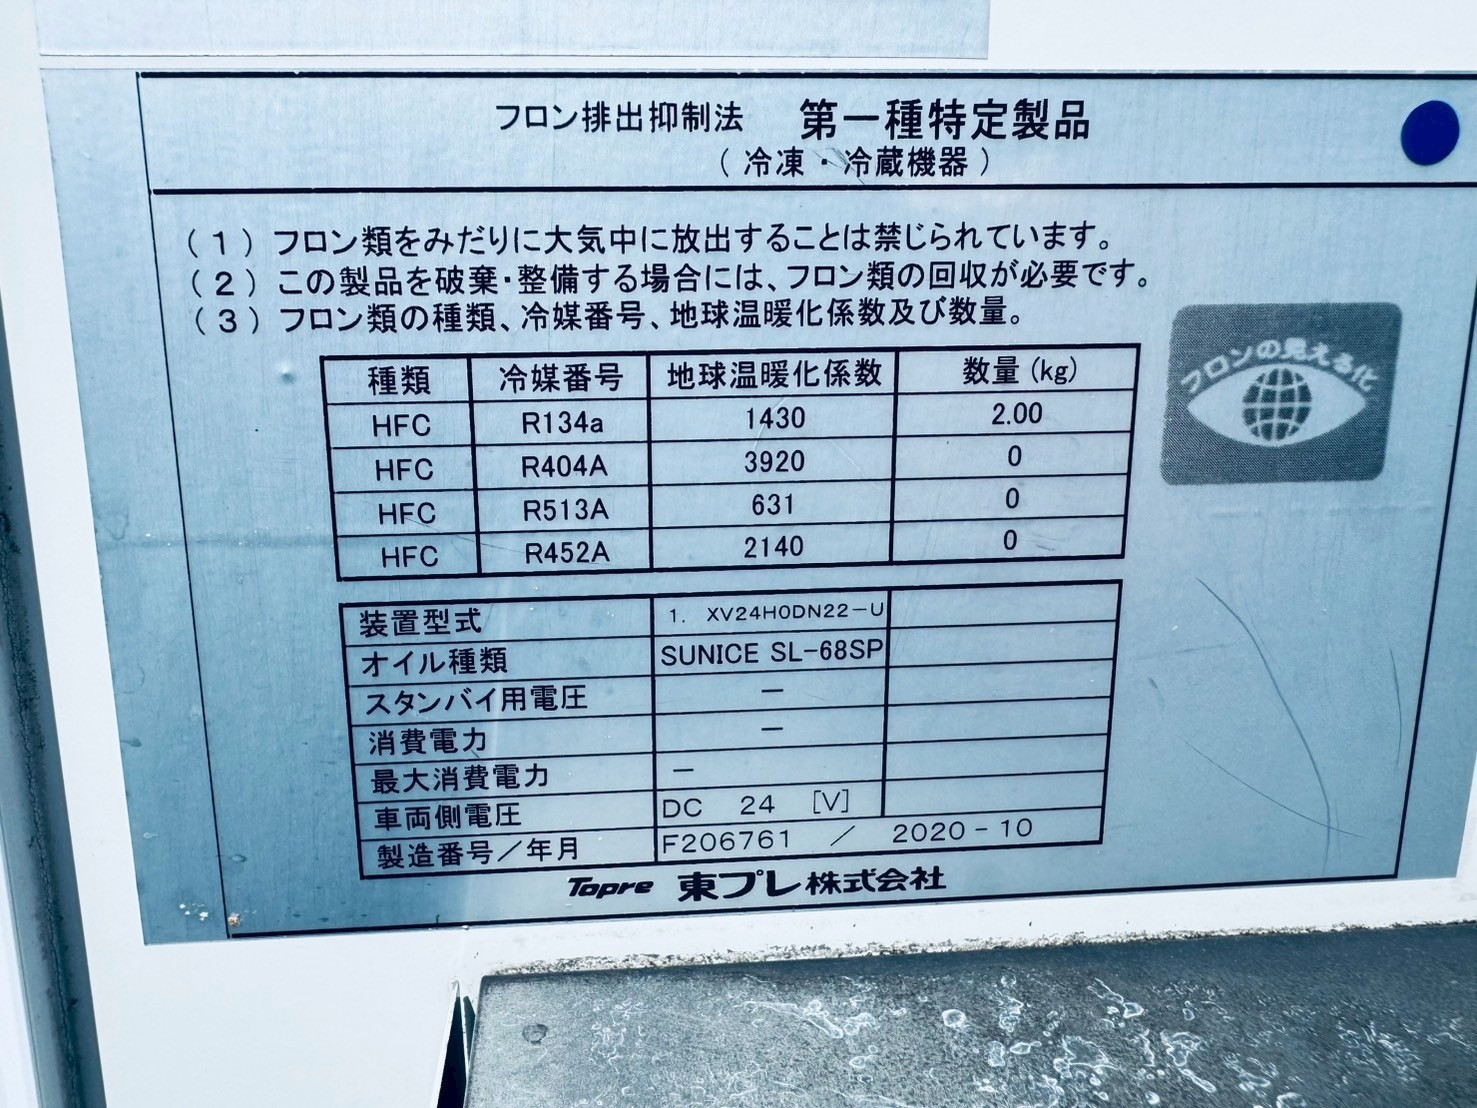 フロン排出抑制法 第一種特定製品
(冷凍・冷蔵機器)
(1)フロン類をみだりに大気中に放出することは禁じられています。
(2)この製品を破棄・整備する場合には、フロン類の回収が必要です。
(3)フロン類の種類、冷媒番号、地球温暖化係数及び数量。
フロンの見える化
種類 冷媒番号 地球温暖化係数 数量(kg)
HFC R134a 1430 2.00
HFC R404A 3920 0
HFC R513A 631 0
HFC R452A 2140 0
装置型式 1. XV24H0DN22-U
オイル種類 SUNICE SL-68SP
スタンバイ用電圧 -
消費電力 -
最大消費電力 -
車両側電圧 DC 24 [V]
製造番号/年月 F206761 / 2020-10
Topre 東プレ株式会社